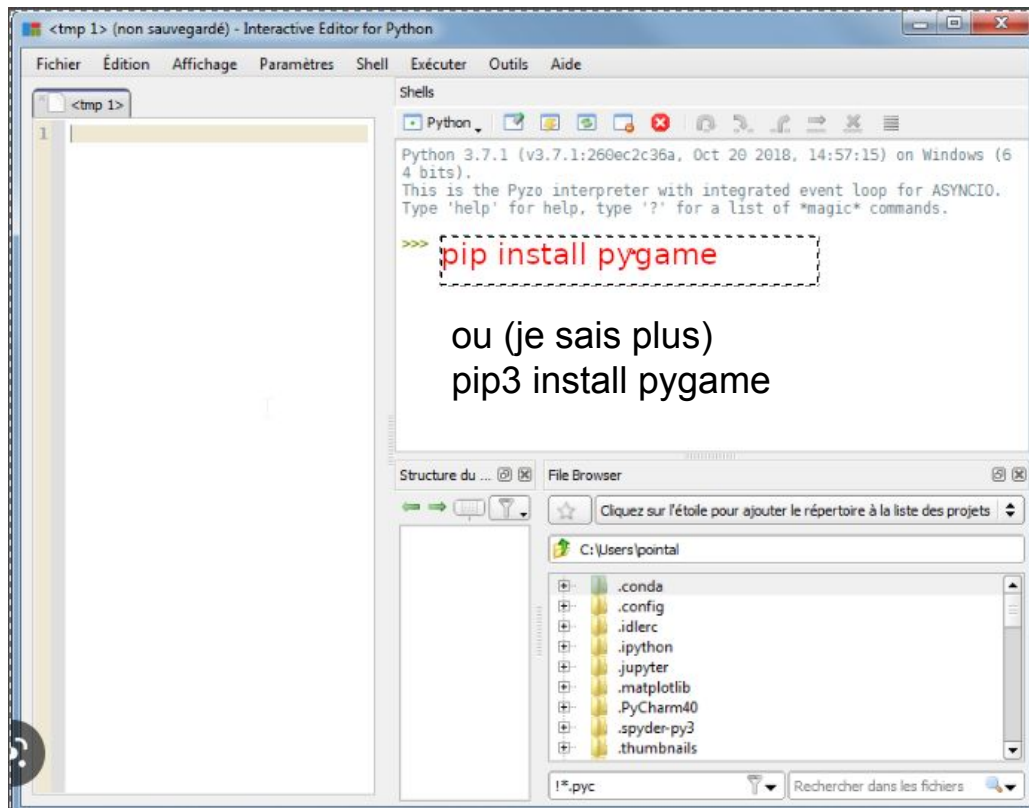 <tmp 1> (non sauvegardé) - Interactive Editor for Python
Fichier Édition Affichage Paramètres Shell Exécuter Outils Aide
<tmp 1>
1
Shells
Python
Python 3.7.1 (v3.7.1:260ec2c36a, Oct 20 2018, 14:57:15) on Windows (6
4 bits).
This is the Pyzo interpreter with integrated event loop for ASYNCIO.
Type 'help' for help, type '?' for a list of *magic* commands.
>>> pip install pygame
ou (je sais plus)
pip3 install pygame
Structure du ...
File Browser
Cliquez sur l'étoile pour ajouter le répertoire à la liste des projets
C:\Users\pointal
.conda
.config
.idlerc
.ipython
.jupyter
.matplotlib
.PyCharm40
.spyder-py3
.thumbnails
!*.pyc
Rechercher dans les fichiers